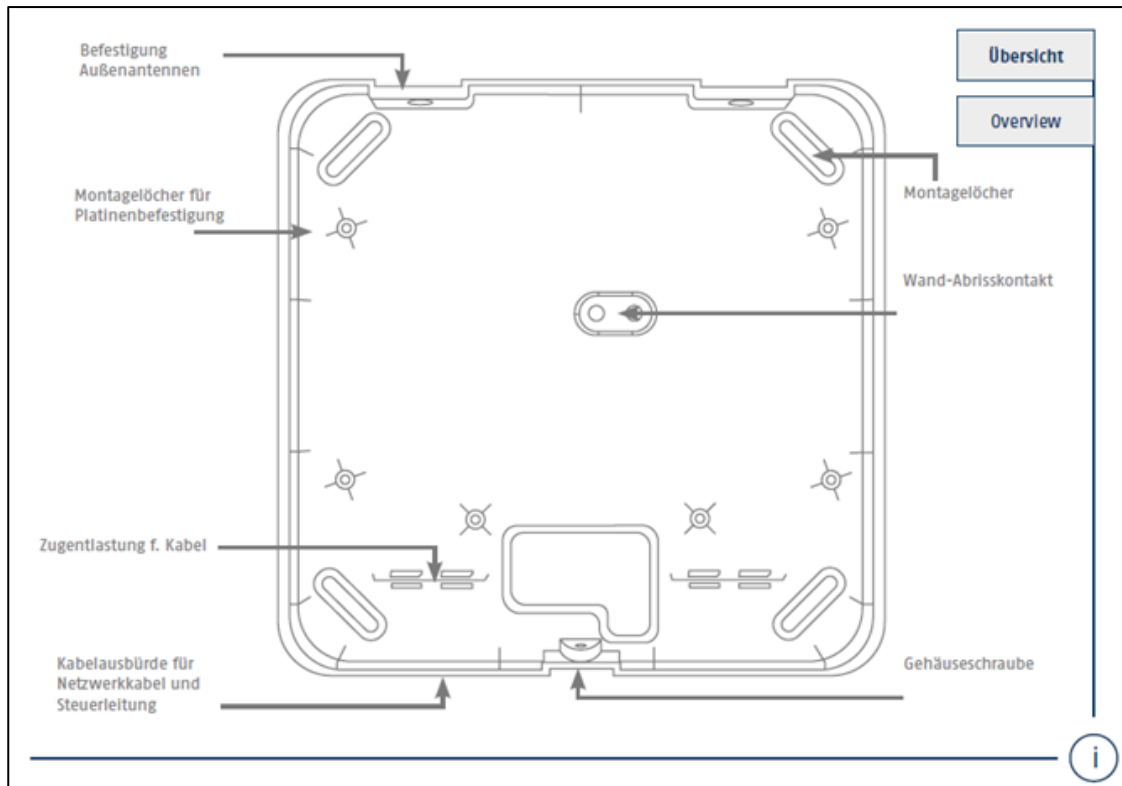 Befestigung
Außenantennen
Übersicht
Overview
Montagelöcher für
Platinenbefestigung
Montagelöcher
Wand-Abrisskontakt
Zugentlastung f. Kabel
Kabelausbürde für
Netzwerkkabel und
Steuerleitung
Gehäuseschraube
i